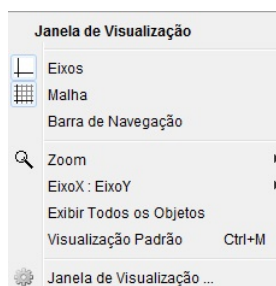 Janela de Visualização
Eixos
Malha
Barra de Navegação
Zoom
EixoX : EixoY
Exibir Todos os Objetos
Visualização Padrão Ctrl+M
Janela de Visualização ...